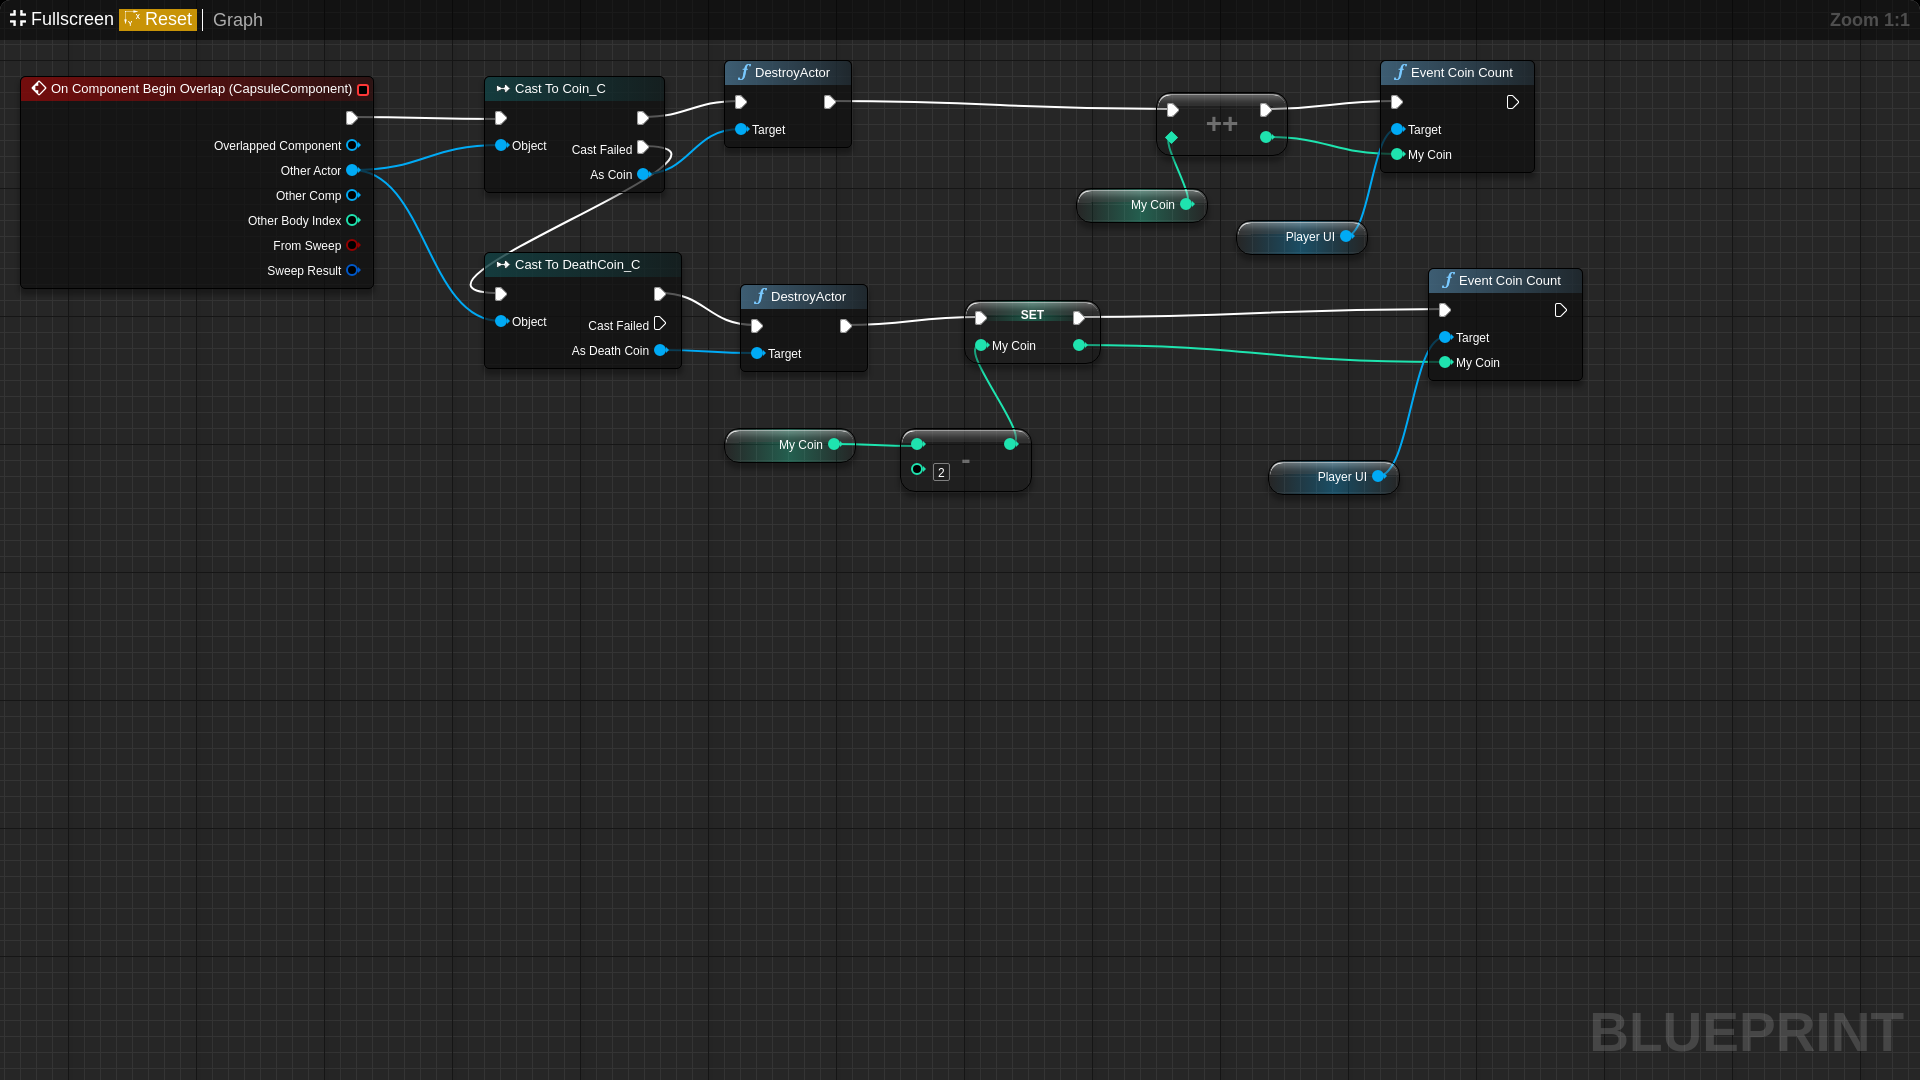 Fullscreen Reset Graph
Zoom 1:1
On Component Begin Overlap (CapsuleComponent)
Overlapped Component
Other Actor
Other Comp
Other Body Index
From Sweep
Sweep Result
Cast To Coin_C
Object
Cast Failed
As Coin
DestroyActor
Target
++
My Coin
Player UI
Event Coin Count
Target
My Coin
Cast To DeathCoin_C
Object
Cast Failed
As Death Coin
DestroyActor
Target
SET
My Coin
My Coin
-
2
Event Coin Count
Target
My Coin
Player UI
BLUEPRINT